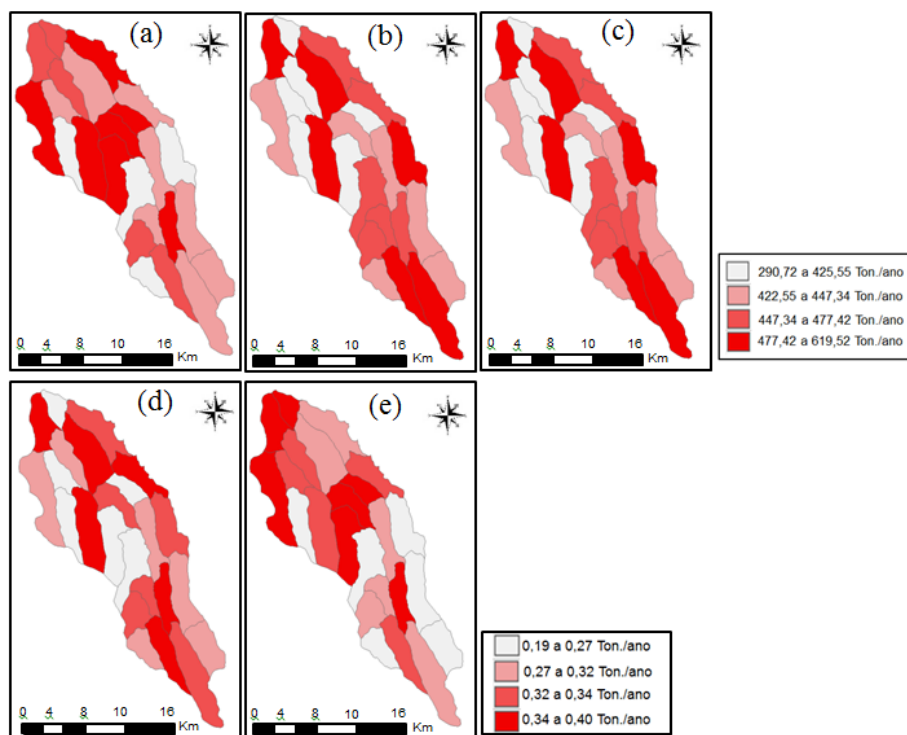 (a)
(b)
(c)
0 4 8 10 16
Km
0 4 8 10 16
Km
0 4 8 10 16
Km
290,72 a 425,55 Ton./ano
422,55 a 447,34 Ton./ano
447,34 a 477,42 Ton./ano
477,42 a 619,52 Ton./ano
(d)
(e)
0 4 8 10 16
Km
0 4 8 10 16
Km
0,19 a 0,27 Ton./ano
0,27 a 0,32 Ton./ano
0,32 a 0,34 Ton./ano
0,34 a 0,40 Ton./ano